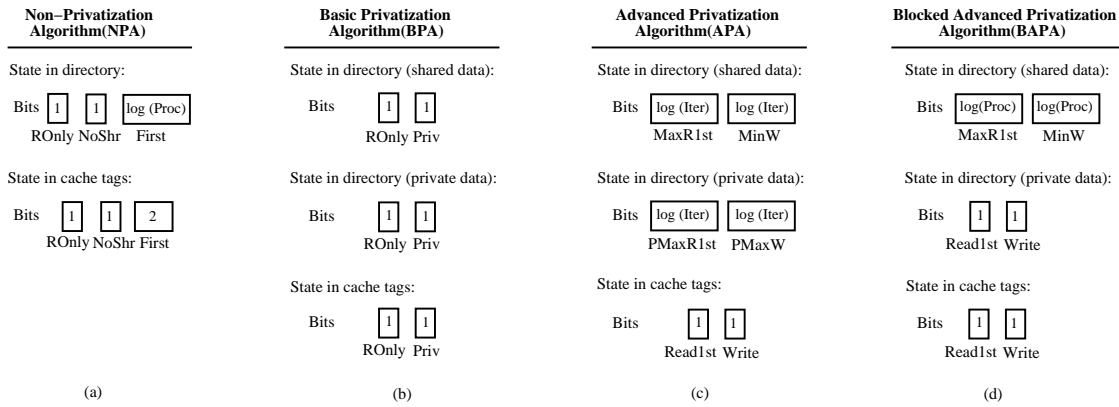 Non–Privatization
Algorithm(NPA)
State in directory:
Bits 1 1 log (Proc)
ROnly NoShr First
State in cache tags:
Bits 1 1 2
ROnly NoShr First
(a)
Basic Privatization
Algorithm(BPA)
State in directory (shared data):
Bits 1 1
ROnly Priv
State in directory (private data):
Bits 1 1
ROnly Priv
State in cache tags:
Bits 1 1
ROnly Priv
(b)
Advanced Privatization
Algorithm(APA)
State in directory (shared data):
Bits log (Iter) log (Iter)
MaxR1st MinW
State in directory (private data):
Bits log (Iter) log (Iter)
PMaxR1st PMaxW
State in cache tags:
Bits 1 1
Read1st Write
(c)
Blocked Advanced Privatization
Algorithm(BAPA)
State in directory (shared data):
Bits log(Proc) log(Proc)
MaxR1st MinW
State in directory (private data):
Bits 1 1
Read1st Write
State in cache tags:
Bits 1 1
Read1st Write
(d)